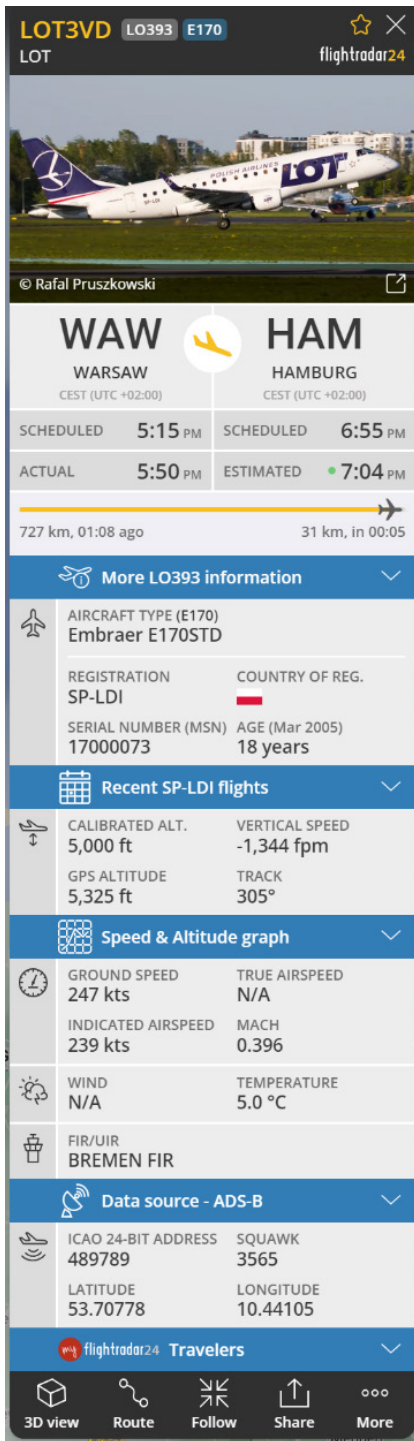 LOT3VD LO393 E170
LOT flightradar24
POLISH AIRLINES LOT
SP-LDI
© Rafal Pruszkowski
WAW HAM
WARSAW HAMBURG
CEST (UTC +02:00) CEST (UTC +02:00)
SCHEDULED 5:15 PM SCHEDULED 6:55 PM
ACTUAL 5:50 PM ESTIMATED 7:04 PM
727 km, 01:08 ago 31 km, in 00:05
More LO393 information
AIRCRAFT TYPE (E170)
Embraer E170STD
REGISTRATION COUNTRY OF REG.
SP-LDI
SERIAL NUMBER (MSN) AGE (Mar 2005)
17000073 18 years
Recent SP-LDI flights
CALIBRATED ALT. VERTICAL SPEED
5,000 ft -1,344 fpm
GPS ALTITUDE TRACK
5,325 ft 305°
Speed & Altitude graph
GROUND SPEED TRUE AIRSPEED
247 kts N/A
INDICATED AIRSPEED MACH
239 kts 0.396
WIND TEMPERATURE
N/A 5.0 °C
FIR/UIR
BREMEN FIR
Data source - ADS-B
ICAO 24-BIT ADDRESS SQUAWK
489789 3565
LATITUDE LONGITUDE
53.70778 10.44105
my flightradar24 Travelers
3D view Route Follow Share More